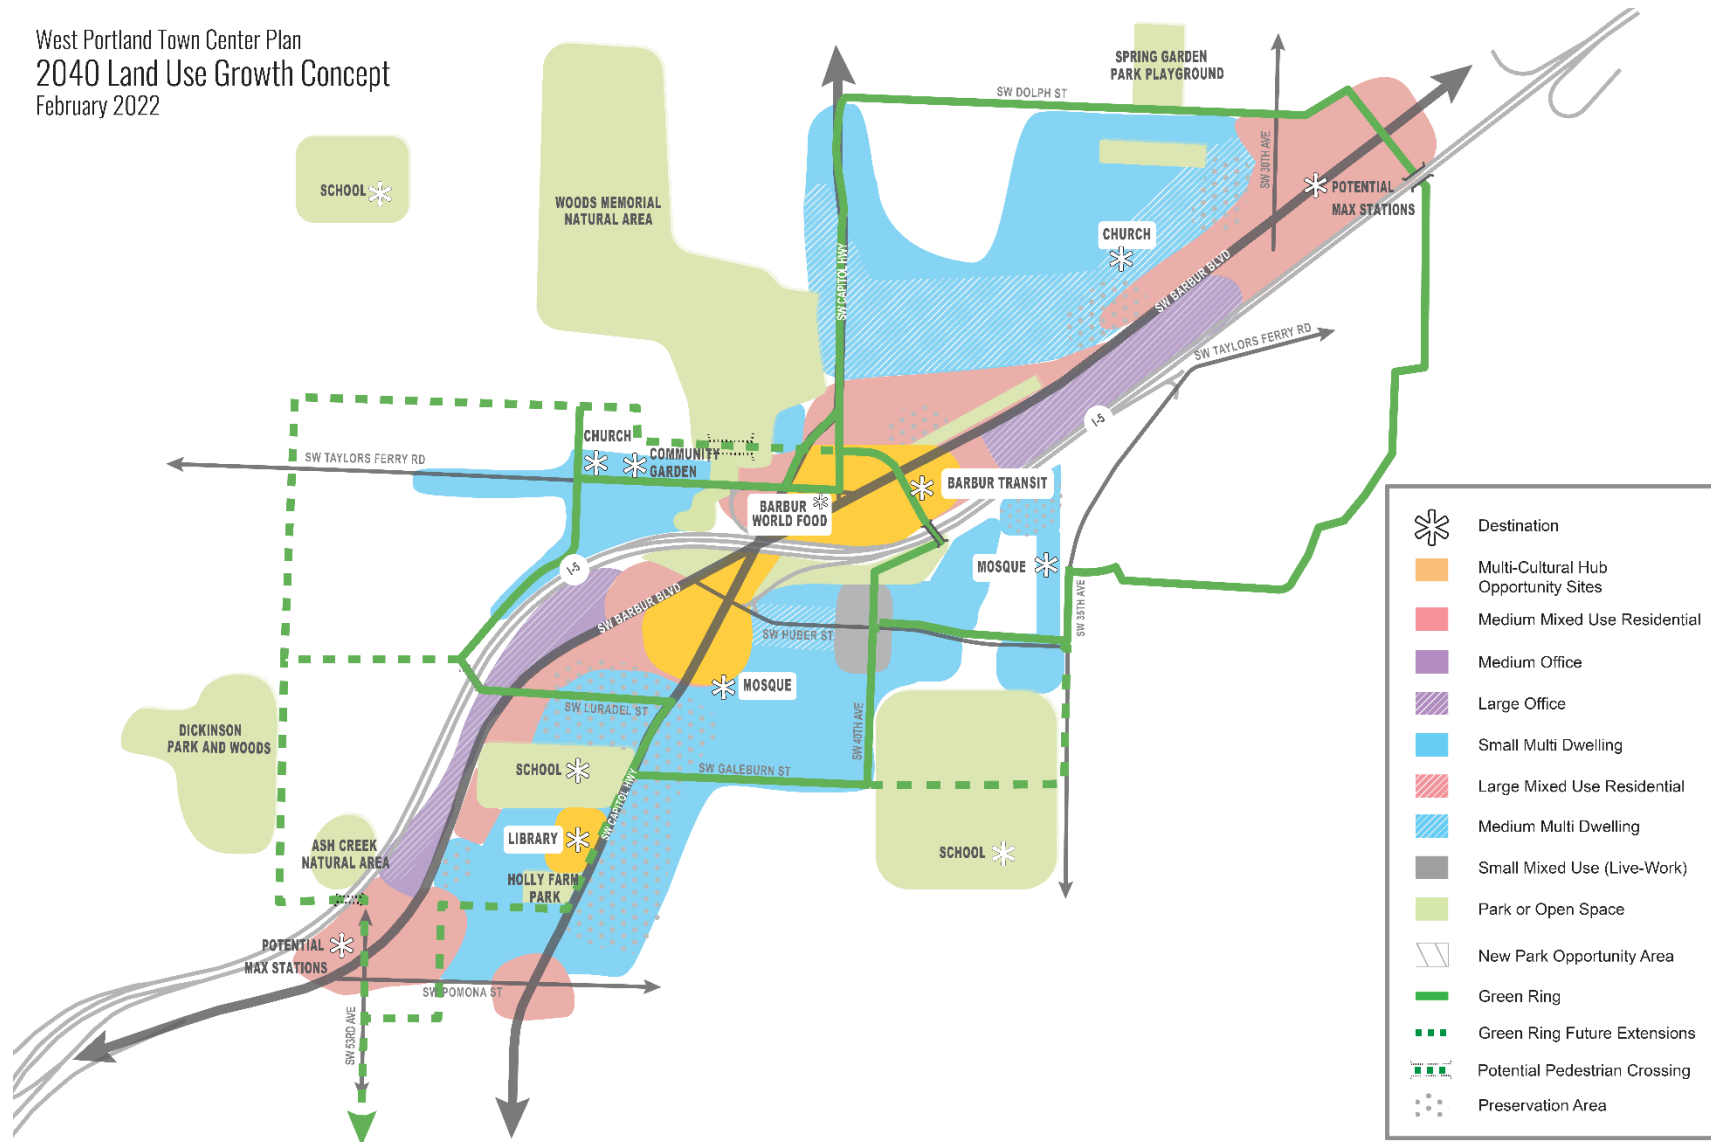 West Portland Town Center Plan
2040 Land Use Growth Concept
February 2022
SPRING GARDEN
PARK PLAYGROUND
SW DOLPH ST
SW 30TH AVE
SCHOOL
WOODS MEMORIAL
NATURAL AREA
POTENTIAL
MAX STATIONS
CHURCH
SW CAPITOL HWY
SW BARBUR BLVD
SW TAYLORS FERRY RD
I-5
CHURCH
COMMUNITY
GARDEN
SW TAYLORS FERRY RD
BARBUR TRANSIT
BARBUR
WORLD FOOD
MOSQUE
I-5
SW BARBUR BLVD
SW HUBER ST
SW 35TH AVE
MOSQUE
SW LURADEL ST
SW 40TH AVE
DICKINSON
PARK AND WOODS
SCHOOL
SW GALEBURN ST
SW CAPITOL HWY
LIBRARY
ASH CREEK
NATURAL AREA
SCHOOL
HOLLY FARM
PARK
POTENTIAL
MAX STATIONS
SW POMONA ST
SW 53RD AVE
Destination
Multi-Cultural Hub
Opportunity Sites
Medium Mixed Use Residential
Medium Office
Large Office
Small Multi Dwelling
Large Mixed Use Residential
Medium Multi Dwelling
Small Mixed Use (Live-Work)
Park or Open Space
New Park Opportunity Area
Green Ring
Green Ring Future Extensions
Potential Pedestrian Crossing
Preservation Area